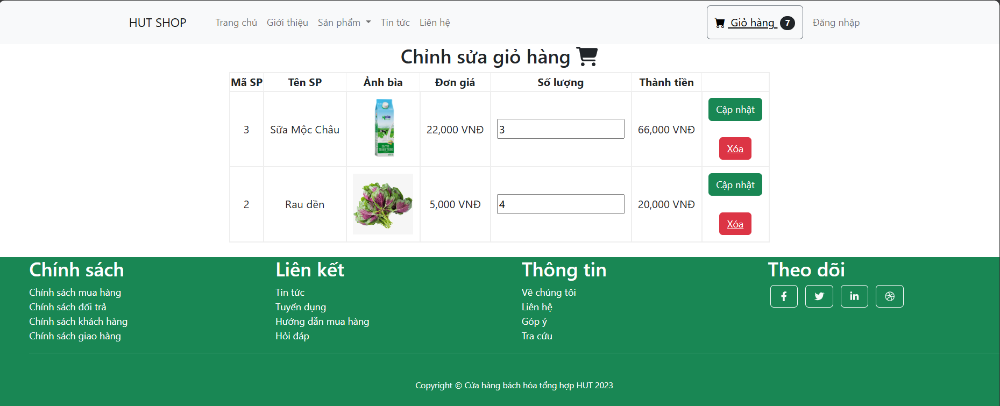 HUT SHOP Trang chủ Giới thiệu Sản phẩm Tin tức Liên hệ Giỏ hàng 7 Đăng nhập
Chỉnh sửa giỏ hàng
Mã SP Tên SP Ảnh bìa Đơn giá Số lượng Thành tiền
3 Sữa Mộc Châu 22,000 VNĐ 3 66,000 VNĐ Cập nhật
Xóa
2 Rau dền 5,000 VNĐ 4 20,000 VNĐ Cập nhật
Xóa
Chính sách
Chính sách mua hàng
Chính sách đổi trả
Chính sách khách hàng
Chính sách giao hàng
Liên kết
Tin tức
Tuyển dụng
Hướng dẫn mua hàng
Hỏi đáp
Thông tin
Về chúng tôi
Liên hệ
Góp ý
Tra cứu
Theo dõi
Copyright © Cửa hàng bách hóa tổng hợp HUT 2023